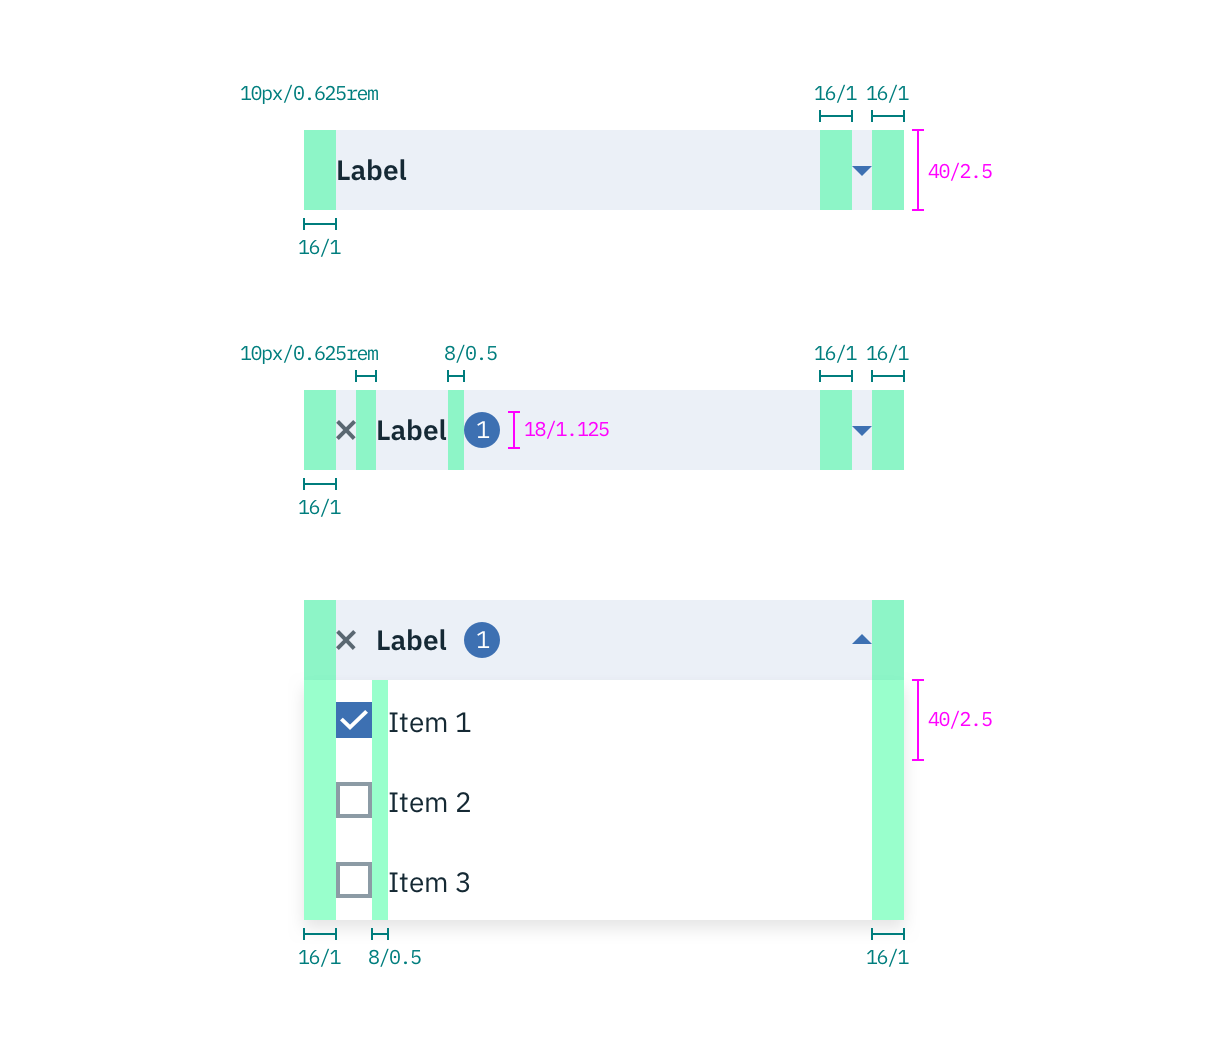 10px/0.625rem 16/1 16/1
Label
40/2.5
16/1
10px/0.625rem 8/0.5 16/1 16/1
Label 1 18/1.125
16/1
Label 1
Item 1
40/2.5
Item 2
Item 3
16/1 8/0.5 16/1